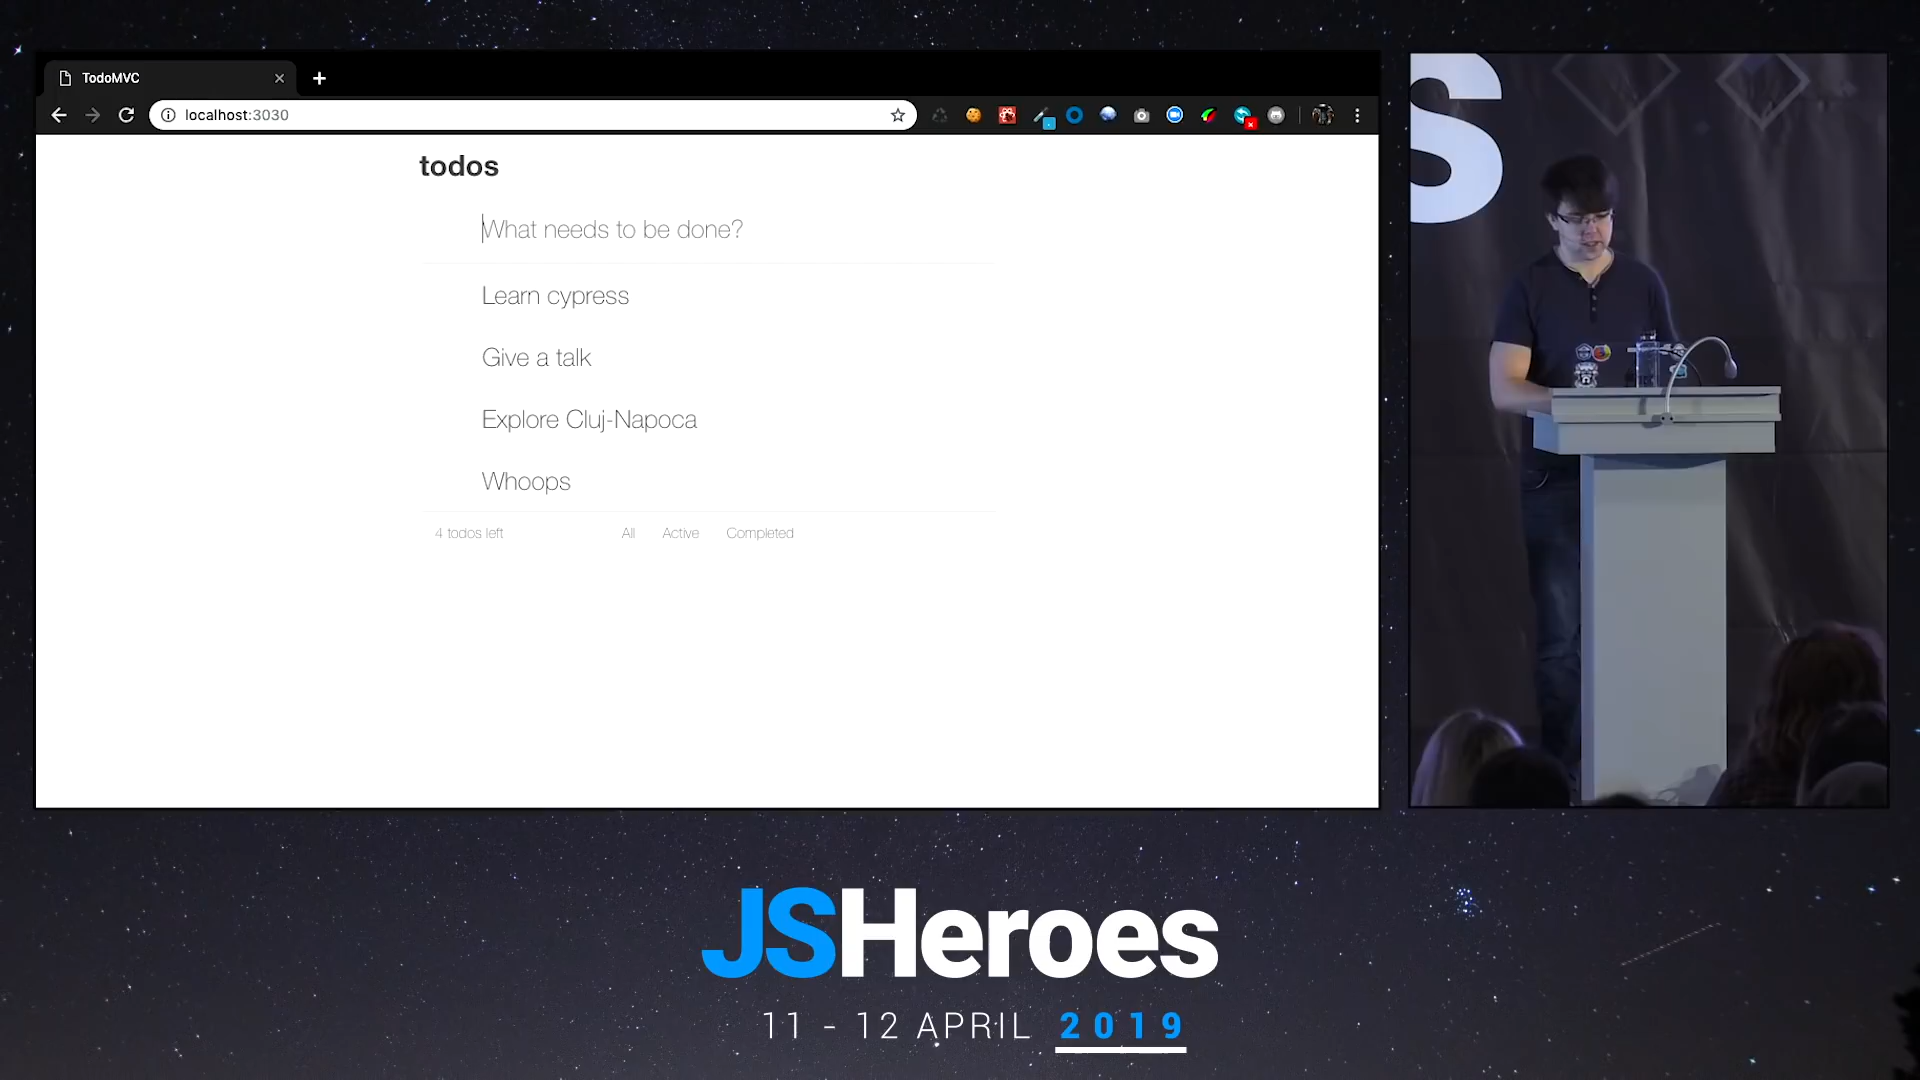 TodoMVC
localhost:3030
todos
What needs to be done?
Learn cypress
Give a talk
Explore Cluj-Napoca
Whoops
4 todos left
All Active Completed
S
JSHeroes
11 - 12 APRIL 2019